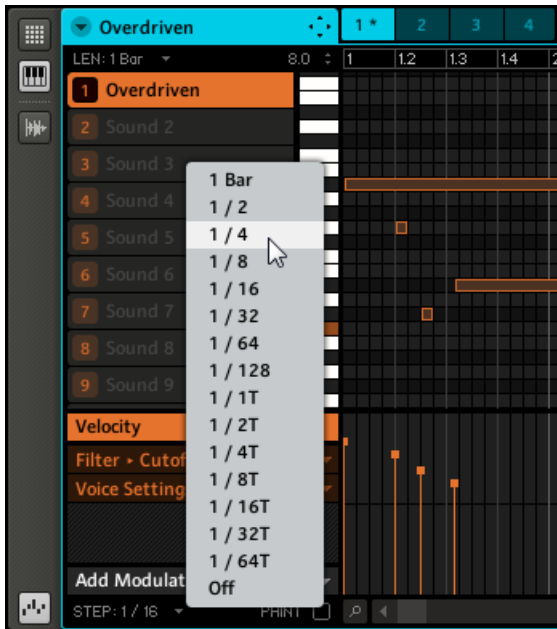 Overdriven
1 * 2 3 4
LEN: 1 Bar 8.0 1 1.2 1.3 1.4 2
1 Overdriven
2 Sound 2
3 Sound 3
4 Sound 4
5 Sound 5
6 Sound 6
7 Sound 7
8 Sound 8
9 Sound 9
1 Bar
1 / 2
1 / 4
1 / 8
1 / 16
1 / 32
1 / 64
1 / 128
1 / 1T
1 / 2T
1 / 4T
1 / 8T
1 / 16T
1 / 32T
1 / 64T
Off
Velocity
Filter ▸ Cutof
Voice Setting
Add Modulat
STEP: 1 / 16 PAINT